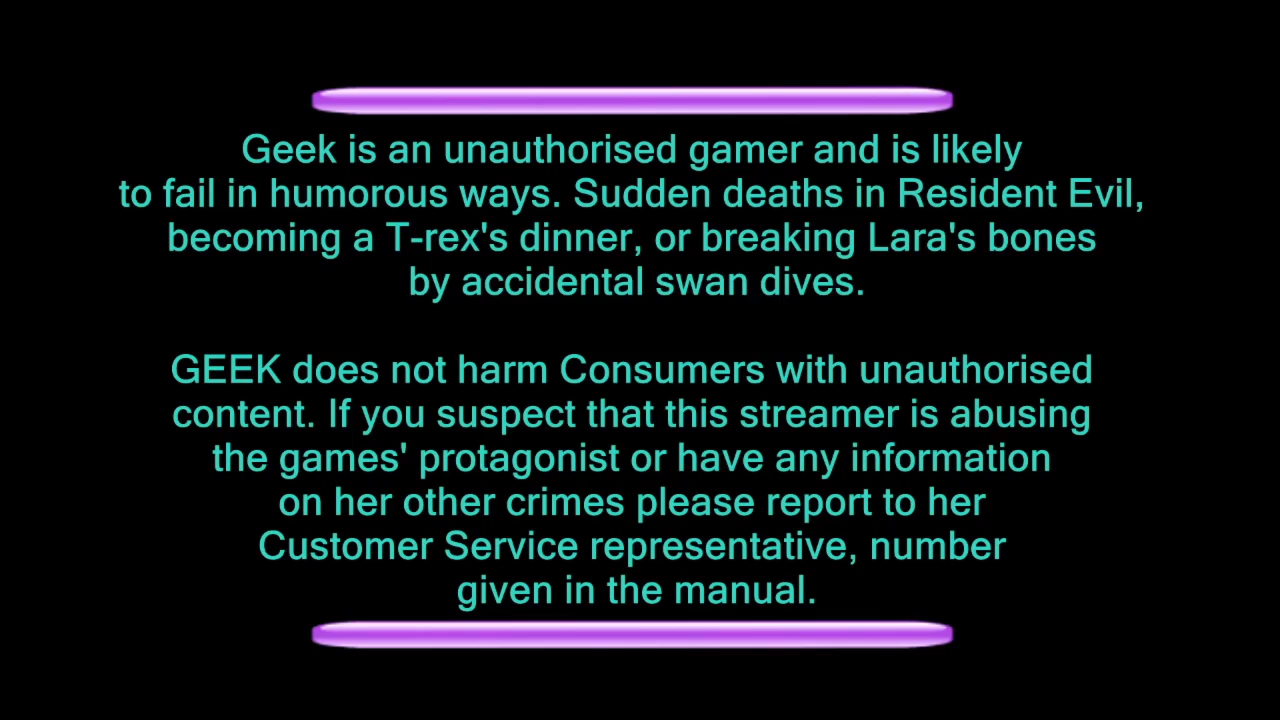 Geek is an unauthorised gamer and is likely
to fail in humorous ways. Sudden deaths in Resident Evil,
becoming a T-rex's dinner, or breaking Lara's bones
by accidental swan dives.
GEEK does not harm Consumers with unauthorised
content. If you suspect that this streamer is abusing
the games' protagonist or have any information
on her other crimes please report to her
Customer Service representative, number
given in the manual.